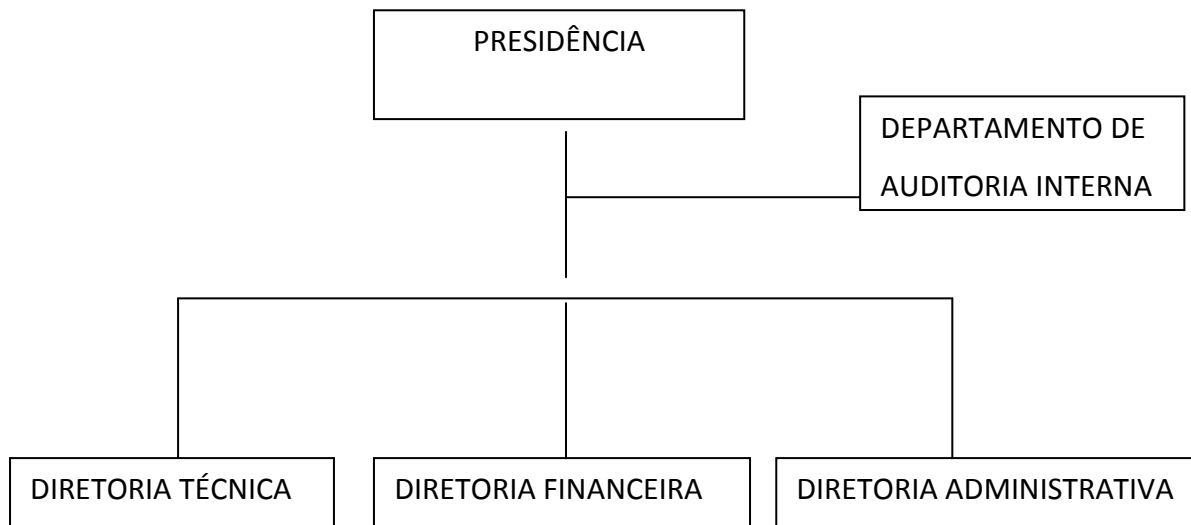 PRESIDÊNCIA
DEPARTAMENTO DE
AUDITORIA INTERNA
DIRETORIA TÉCNICA
DIRETORIA FINANCEIRA
DIRETORIA ADMINISTRATIVA